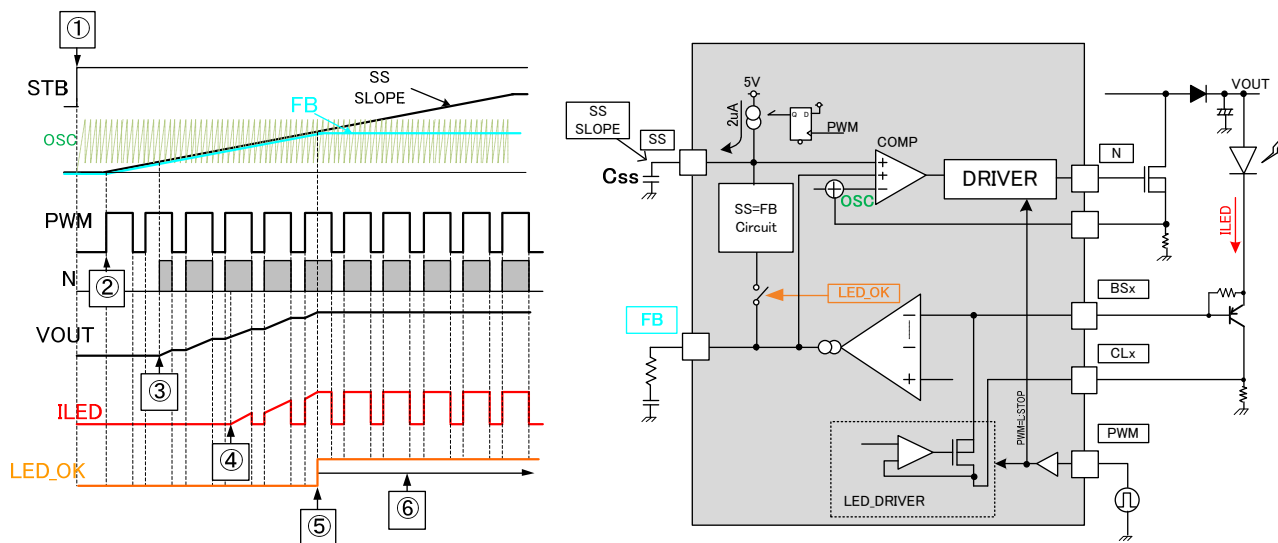 ①
STB
SS
SLOPE
FB
OSC
PWM
②
N
VOUT
③
ILED
④
LED_OK
⑤
⑥
SS
SLOPE
SS
Css
5V
2uA
Q D
PWM
COMP
OSC
DRIVER
SS=FB
Circuit
LED_OK
FB
LED_DRIVER
PWM=L:STOP
N
VOUT
ILED
BSx
CLx
PWM